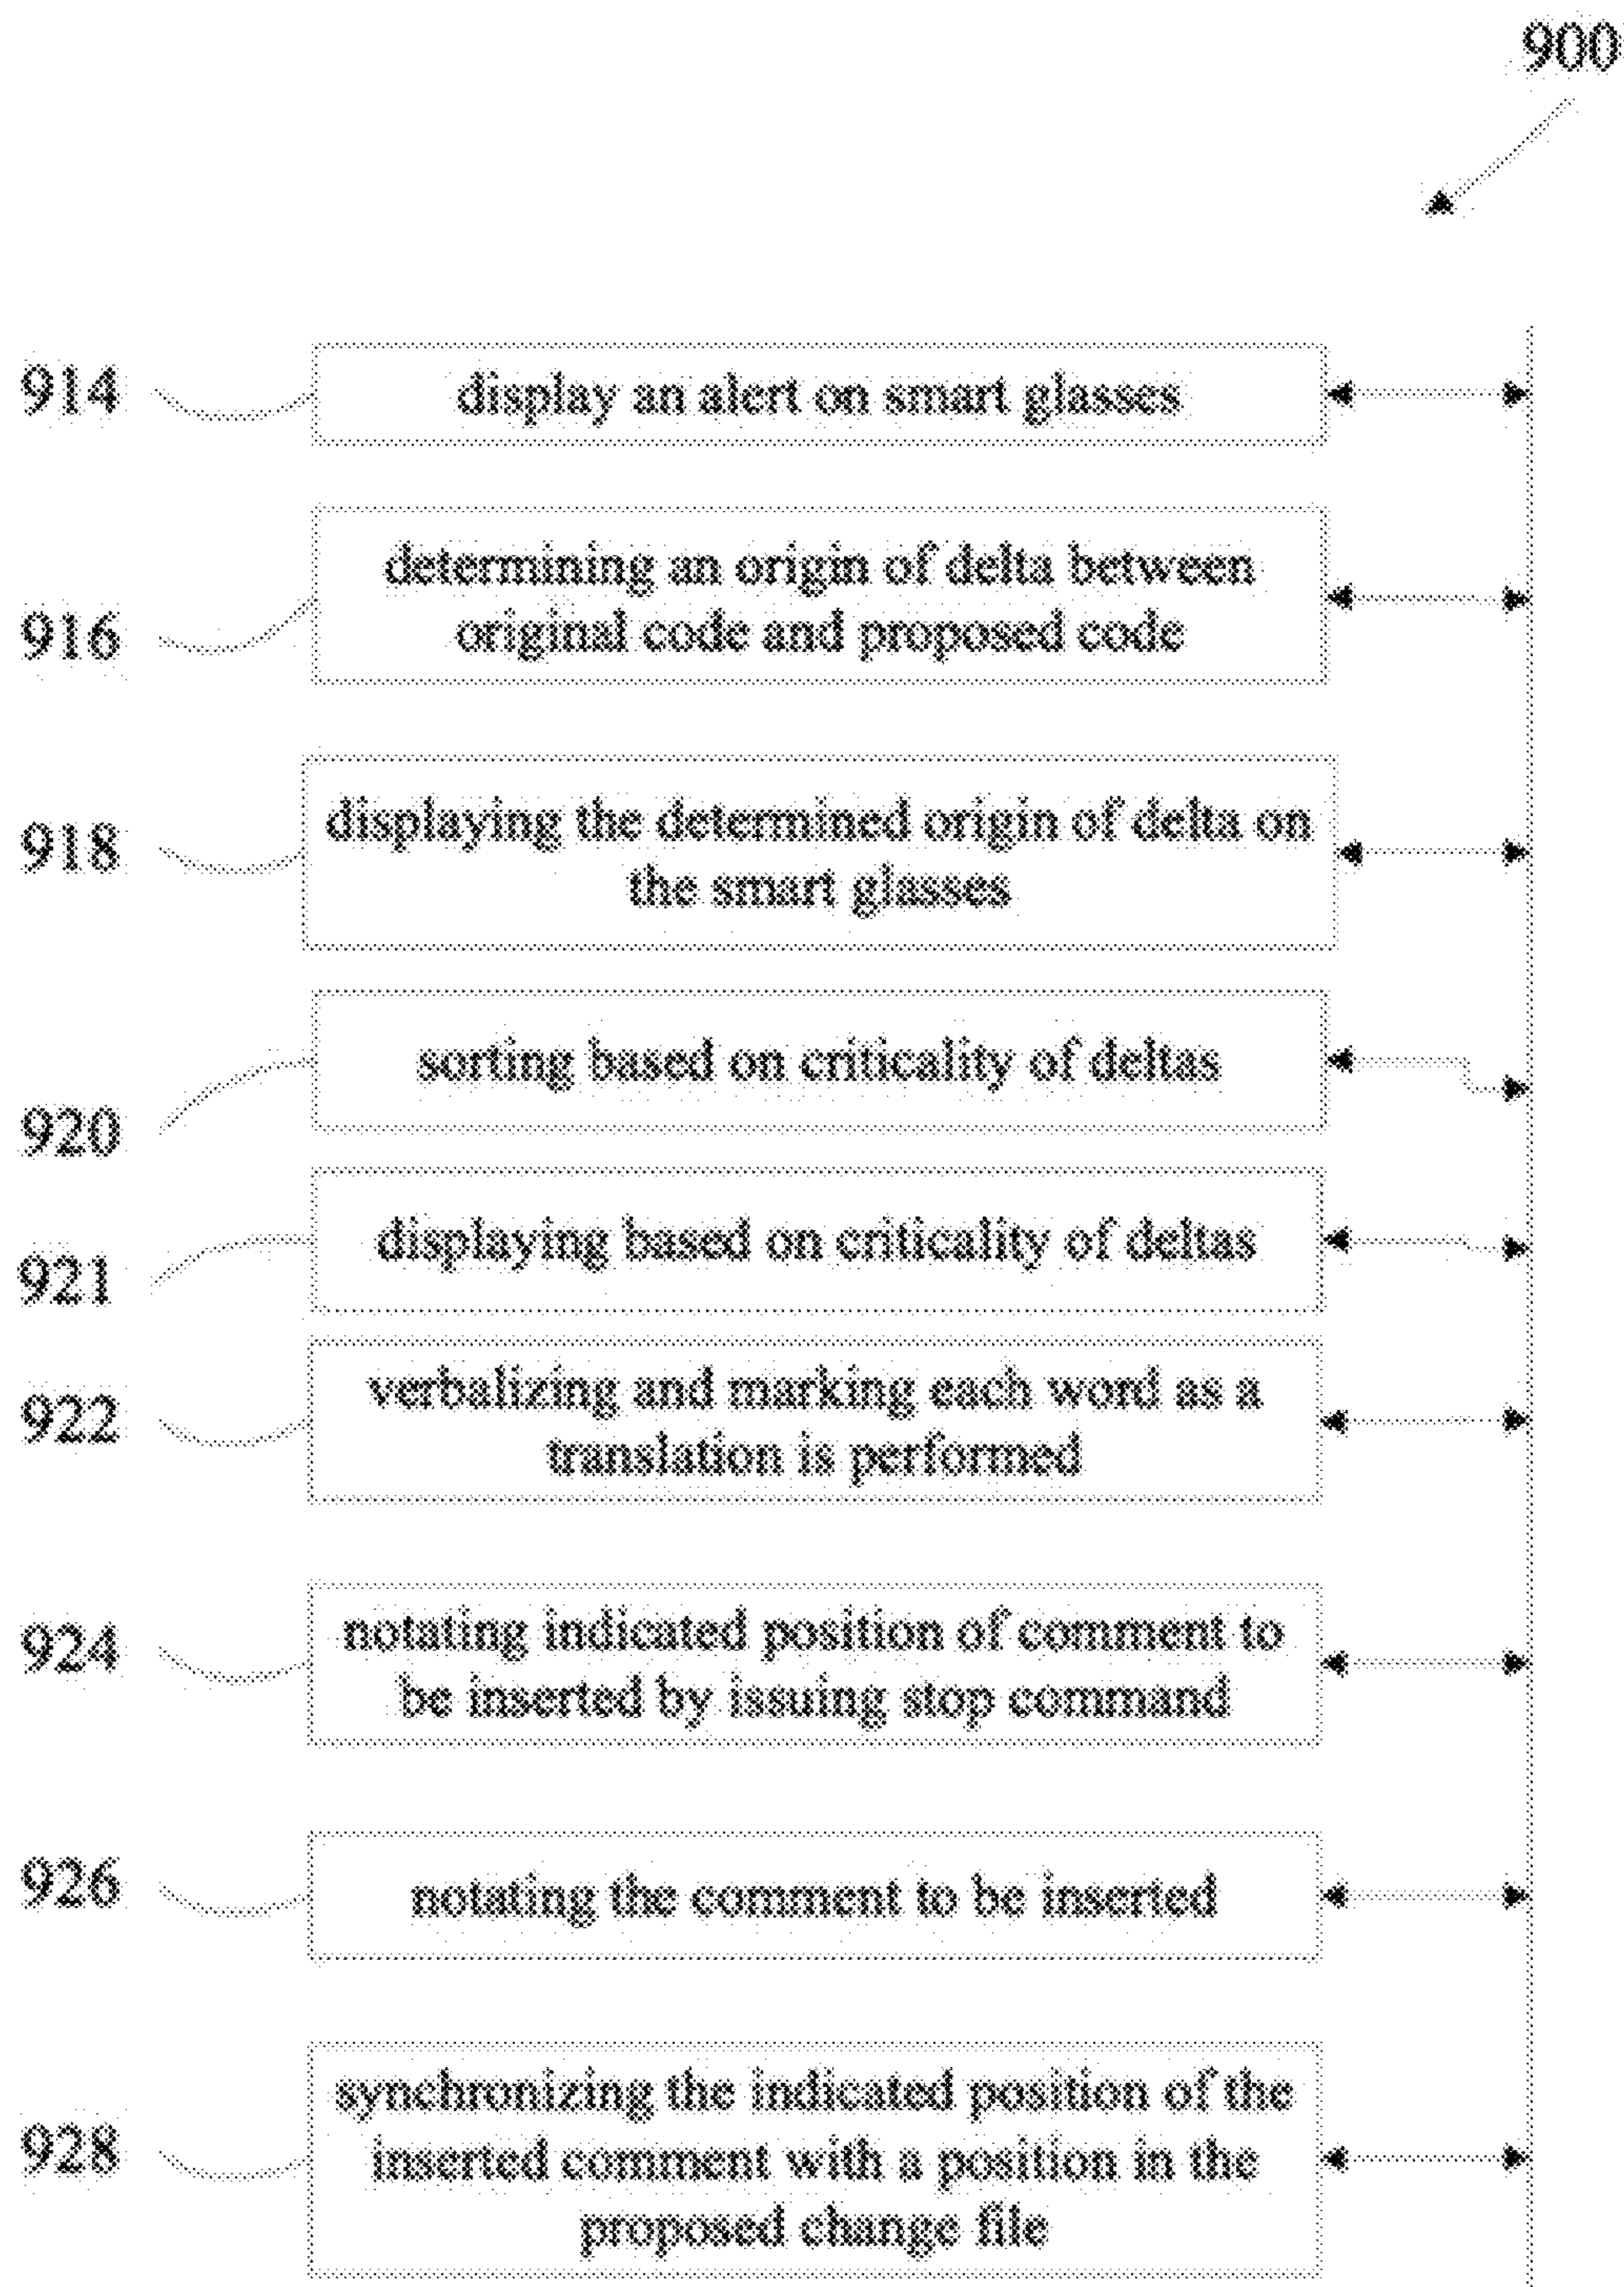 900
914
display an alert on smart glasses
916
determining an origin of delta between
original code and proposed code
918
displaying the determined origin of delta on
the smart glasses
920
sorting based on criticality of deltas
921
displaying based on criticality of deltas
922
verbalizing and marking each word as a
translation is performed
924
notating indicated position of comment to
be inserted by issuing stop command
926
notating the comment to be inserted
928
synchronizing the indicated position of the
inserted comment with a position in the
proposed change file